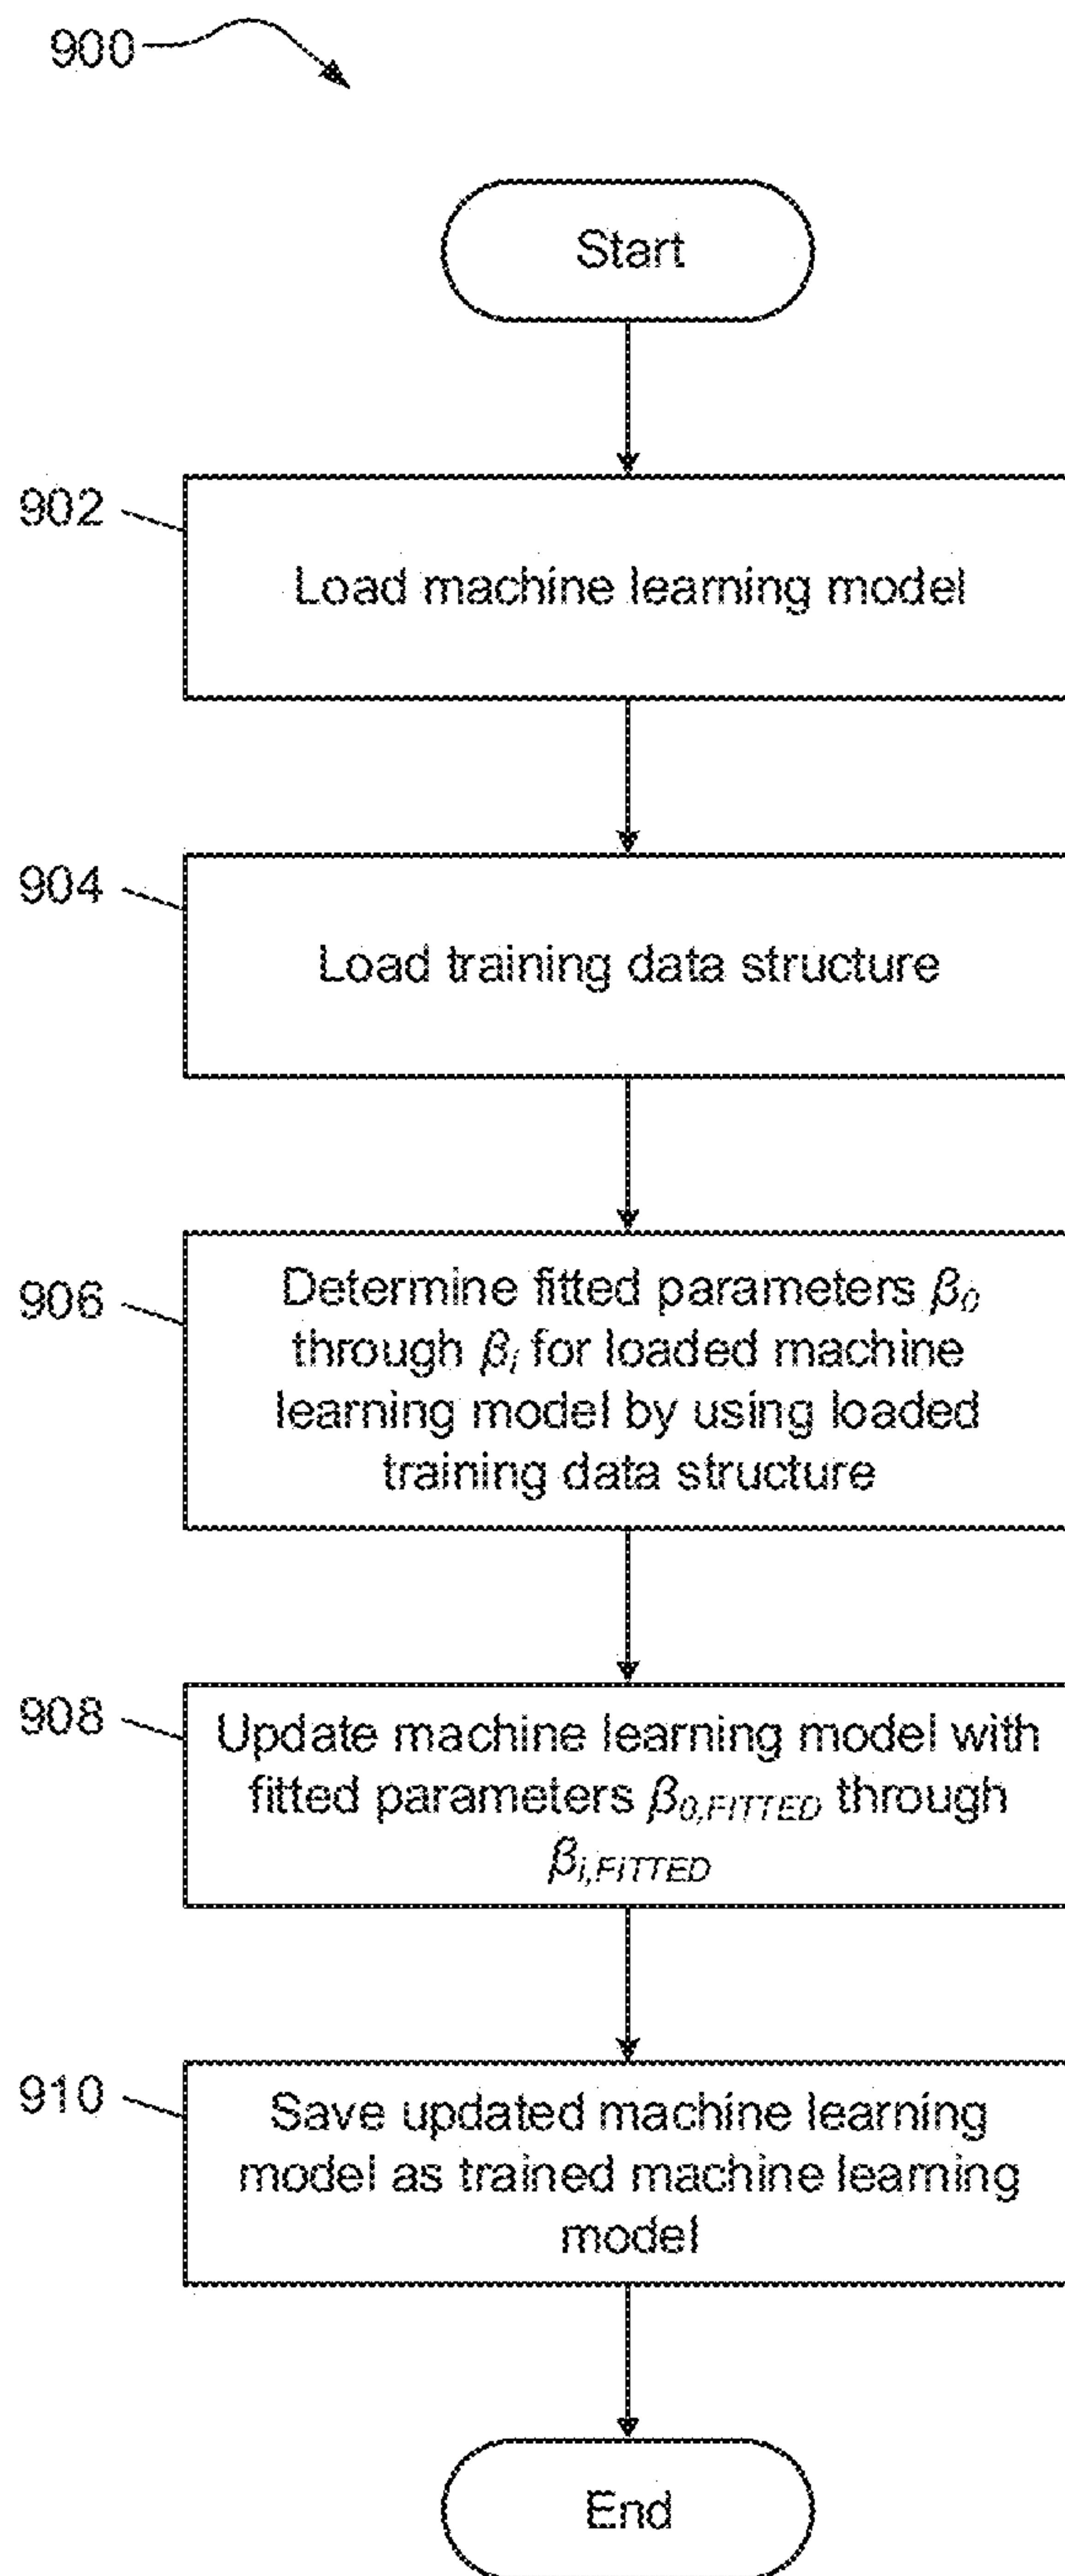 900
Start
902
Load machine learning model
904
Load training data structure
906
Determine fitted parameters β0
through βi for loaded machine
learning model by using loaded
training data structure
908
Update machine learning model with
fitted parameters β0,FITTED through
βi,FITTED
910
Save updated machine learning
model as trained machine learning
model
End